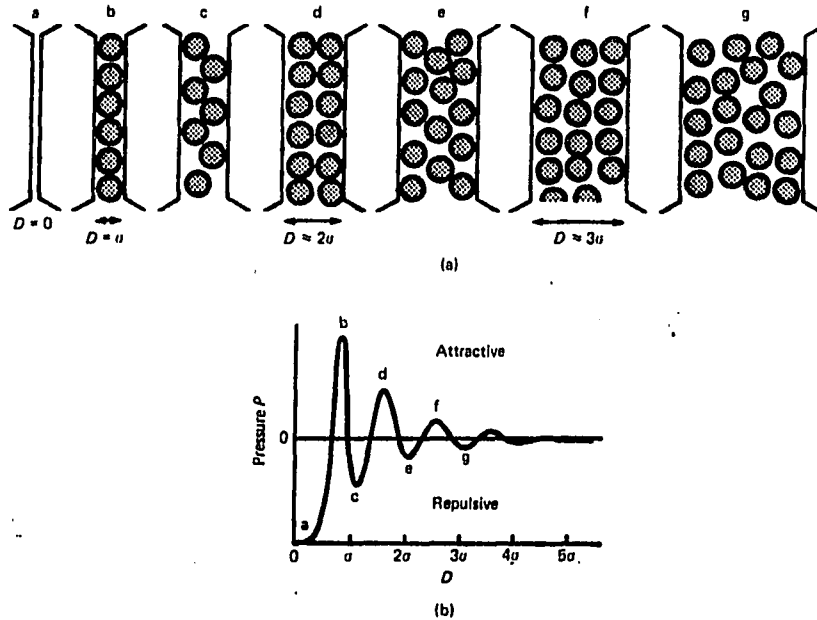 a b c d e f g
D = 0
D = σ
D ≈ 2σ
D ≈ 3σ
(a)
b
Attractive
d
f
Pressure P
0
e
g
c
Repulsive
a
0 σ 2σ 3σ 4σ 5σ
D
(b)